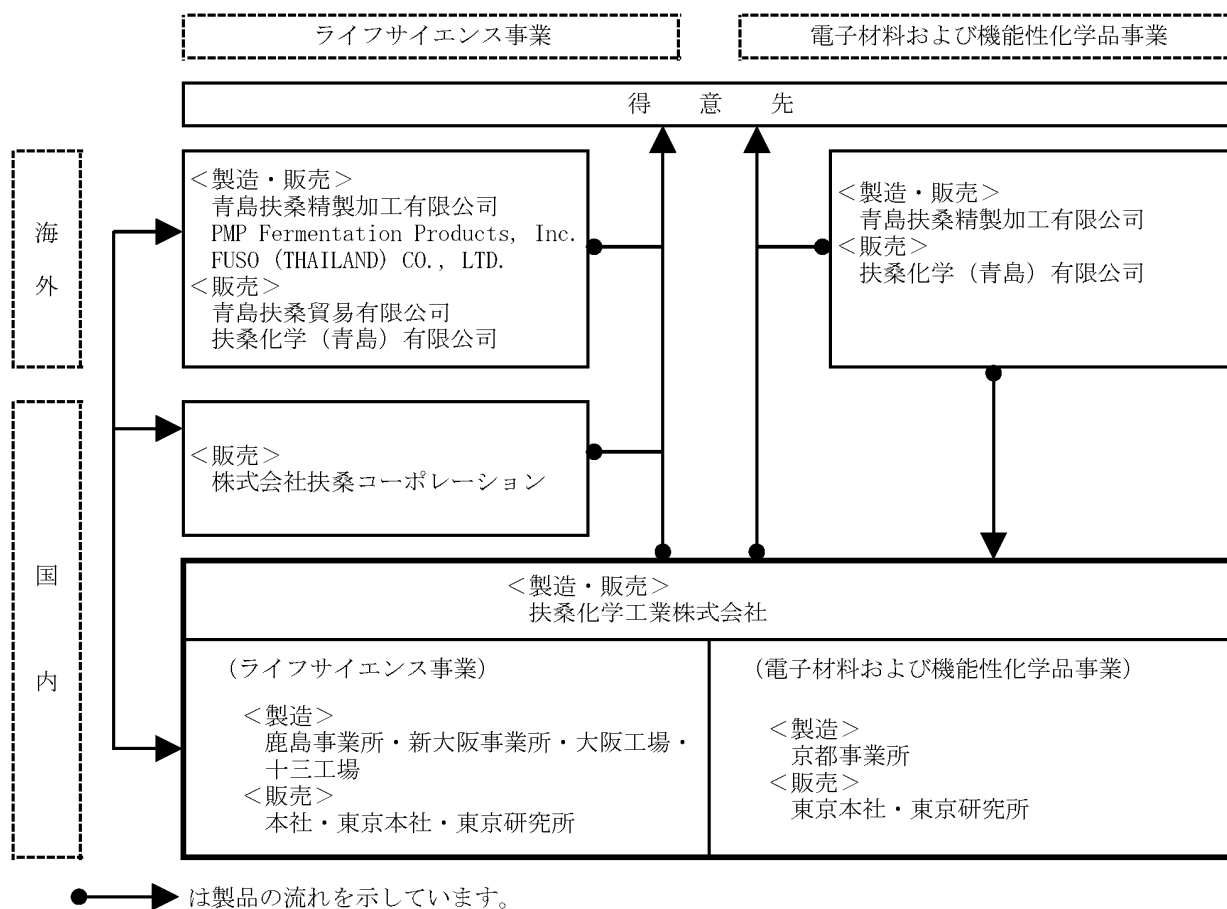 ライフサイエンス事業
電子材料および機能性化学品事業
得意先
海外
＜製造・販売＞
青島扶桑精製加工有限公司
PMP Fermentation Products, Inc.
FUSO (THAILAND) CO., LTD.
＜販売＞
青島扶桑貿易有限公司
扶桑化学（青島）有限公司
＜製造・販売＞
青島扶桑精製加工有限公司
＜販売＞
扶桑化学（青島）有限公司
国内
＜販売＞
株式会社扶桑コーポレーション
＜製造・販売＞
扶桑化学工業株式会社
（ライフサイエンス事業）
＜製造＞
鹿島事業所・新大阪事業所・大阪工場・
十三工場
＜販売＞
本社・東京本社・東京研究所
（電子材料および機能性化学品事業）
＜製造＞
京都事業所
＜販売＞
東京本社・東京研究所
は製品の流れを示しています。